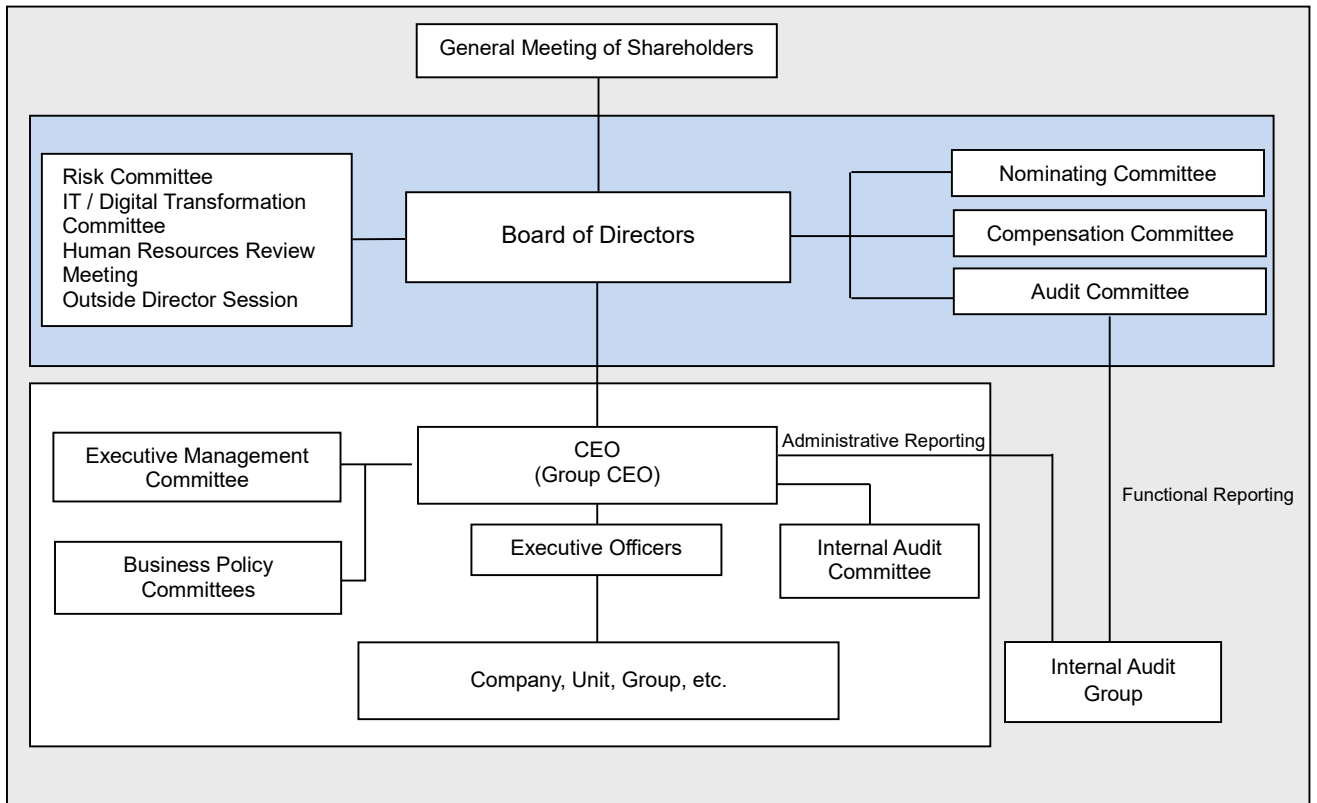 General Meeting of Shareholders
Risk Committee
IT / Digital Transformation
Committee
Human Resources Review
Meeting
Outside Director Session
Board of Directors
Nominating Committee
Compensation Committee
Audit Committee
Executive Management
Committee
Business Policy
Committees
CEO
(Group CEO)
Administrative Reporting
Functional Reporting
Executive Officers
Internal Audit
Committee
Company, Unit, Group, etc.
Internal Audit
Group